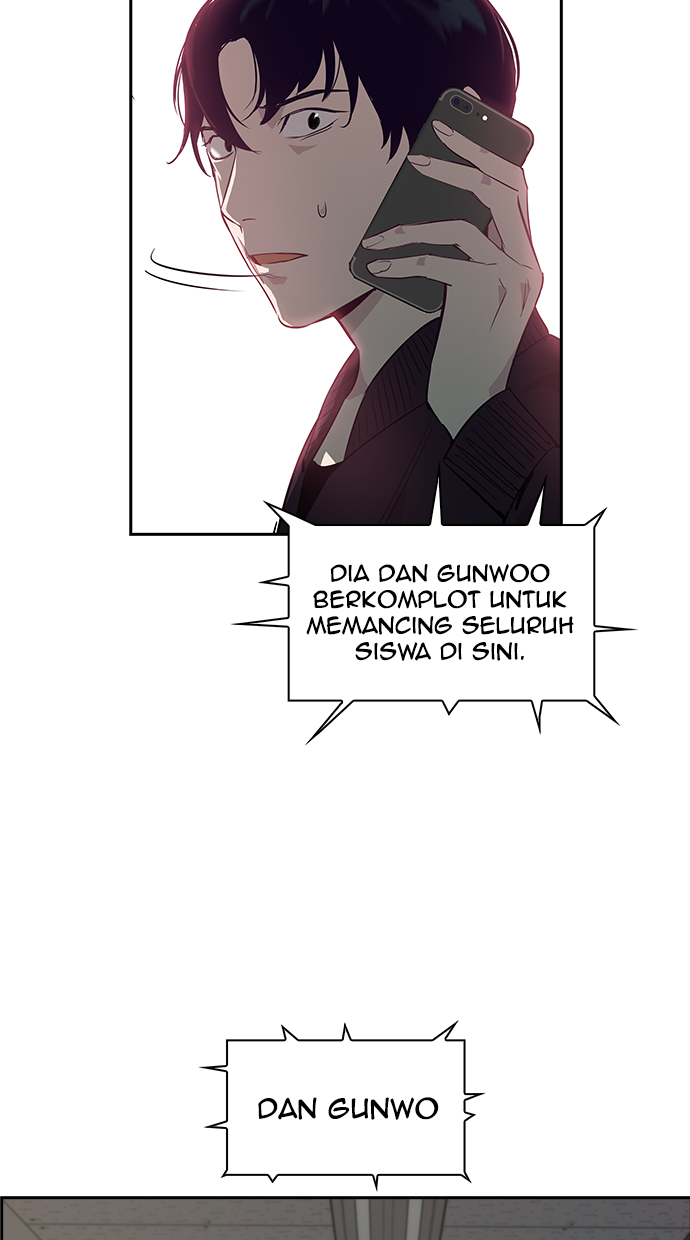 DIA DAN GUNWOO
BERKOMPLOT UNTUK
MEMANCING SELURUH
SISWA DI SINI.
DAN GUNWO